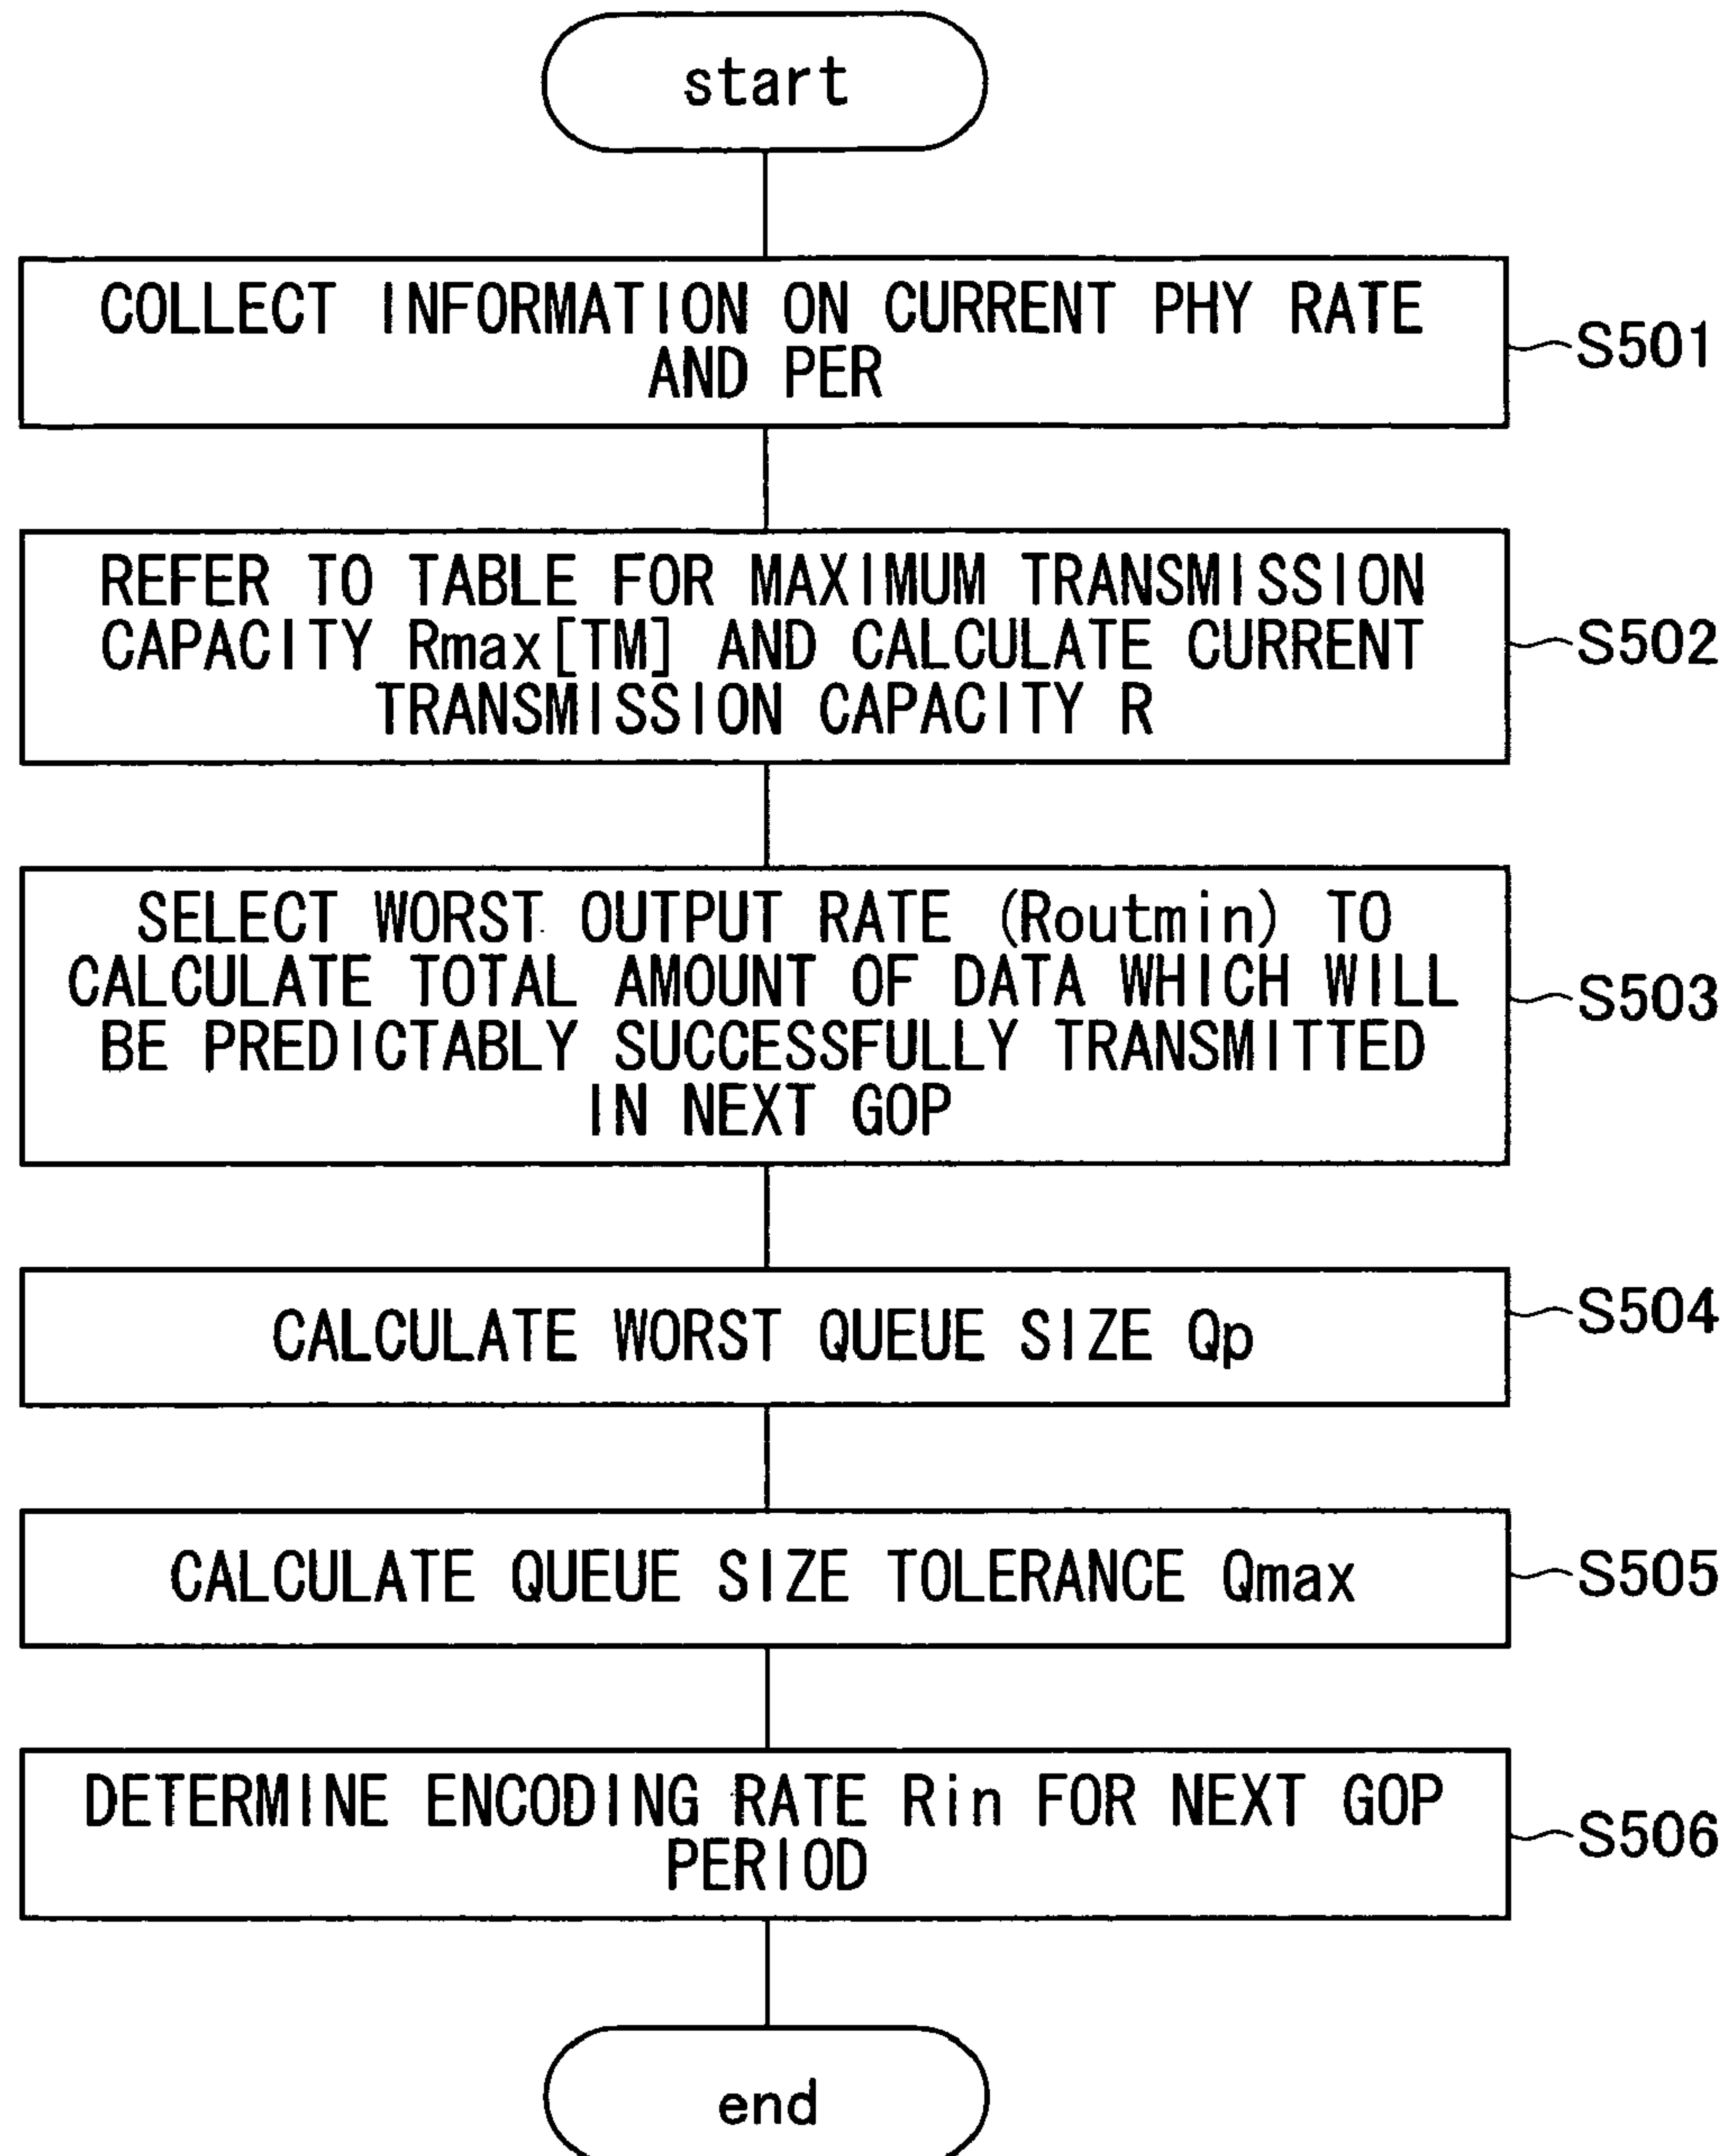 start
COLLECT INFORMATION ON CURRENT PHY RATE
AND PER
S501
REFER TO TABLE FOR MAXIMUM TRANSMISSION
CAPACITY Rmax[TM] AND CALCULATE CURRENT
TRANSMISSION CAPACITY R
S502
SELECT WORST OUTPUT RATE (Routmin) TO
CALCULATE TOTAL AMOUNT OF DATA WHICH WILL
BE PREDICTABLY SUCCESSFULLY TRANSMITTED
IN NEXT GOP
S503
CALCULATE WORST QUEUE SIZE Qp
S504
CALCULATE QUEUE SIZE TOLERANCE Qmax
S505
DETERMINE ENCODING RATE Rin FOR NEXT GOP
PERIOD
S506
end